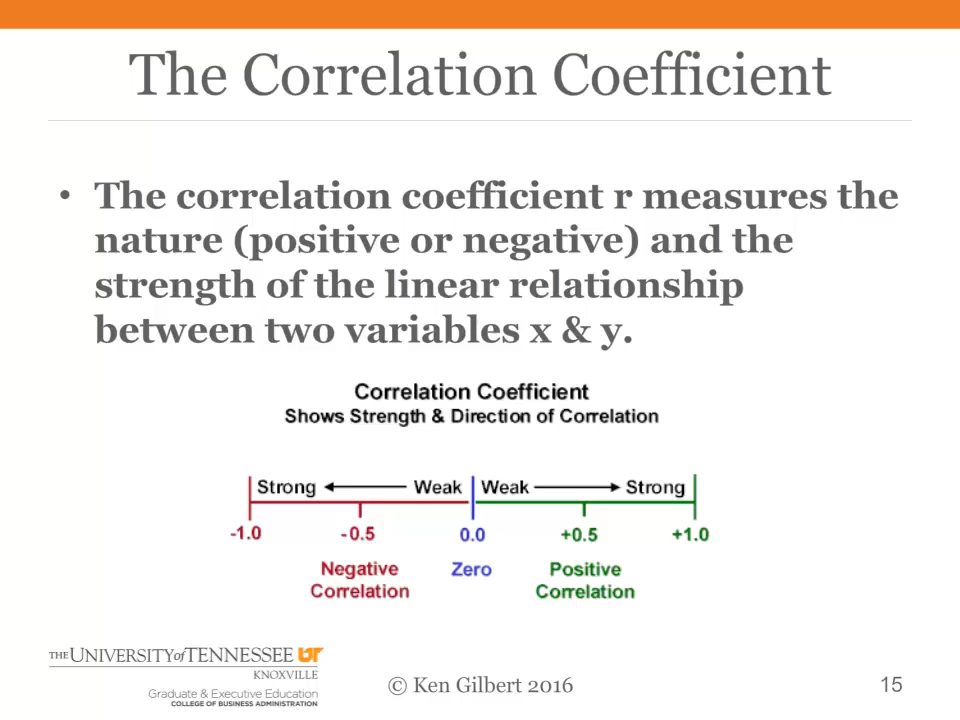 The Correlation Coefficient
• The correlation coefficient r measures the
nature (positive or negative) and the
strength of the linear relationship
between two variables x & y.
Correlation Coefficient
Shows Strength & Direction of Correlation
Strong Weak Weak Strong
-1.0 -0.5 0.0 +0.5 +1.0
Negative Correlation Zero Positive Correlation
THE UNIVERSITY of TENNESSEE UT
KNOXVILLE
Graduate & Executive Education
COLLEGE OF BUSINESS ADMINISTRATION
© Ken Gilbert 2016
15